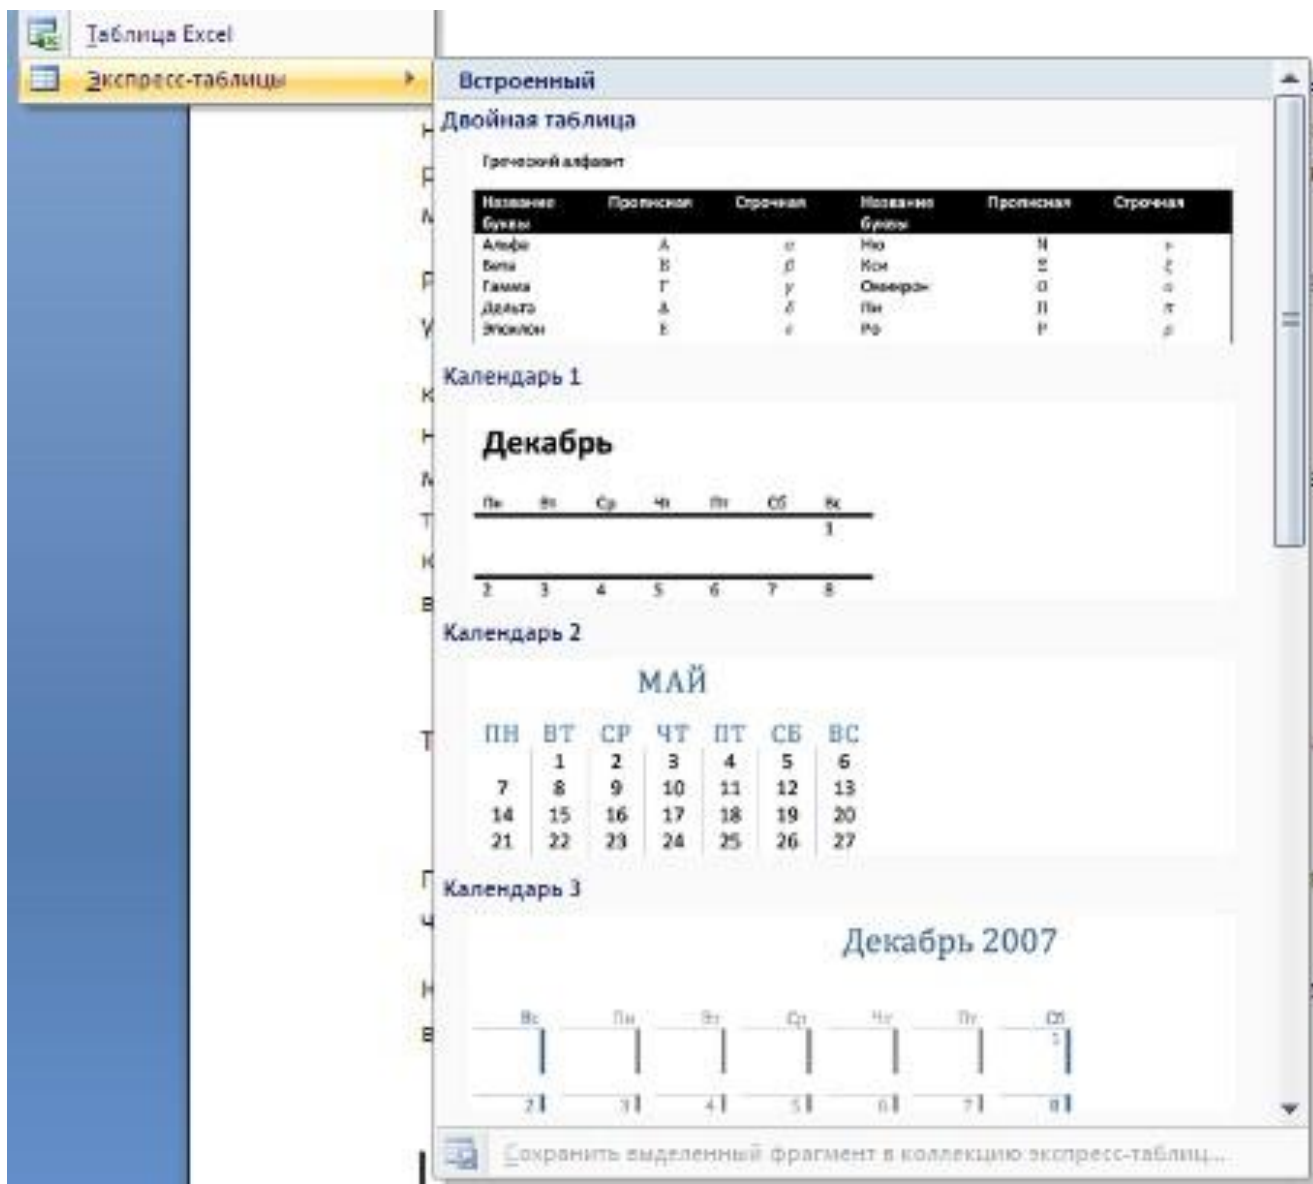 Таблица Excel
Экспресс-таблицы
Встроенный
Двойная таблица
Греческий алфавит
Название Прописная Строчная Название Прописная Строчная
буквы буквы
Альфа Α α Ню Ν ν
Бета Β β Кси Ξ ξ
Гамма Γ γ Омикрон Ο ο
Дельта Δ δ Пи Π π
Эпсилон Ε ε Ро Ρ ρ
Календарь 1
Декабрь
Пн Вт Ср Чт Пт Сб Вс
1
2 3 4 5 6 7 8
Календарь 2
МАЙ
ПН ВТ СР ЧТ ПТ СБ ВС
1 2 3 4 5 6
7 8 9 10 11 12 13
14 15 16 17 18 19 20
21 22 23 24 25 26 27
Календарь 3
Декабрь 2007
Вс Пн Вт Ср Чт Пт Сб
1
2 3 4 5 6 7 8
Сохранить выделенный фрагмент в коллекцию экспресс-таблиц...